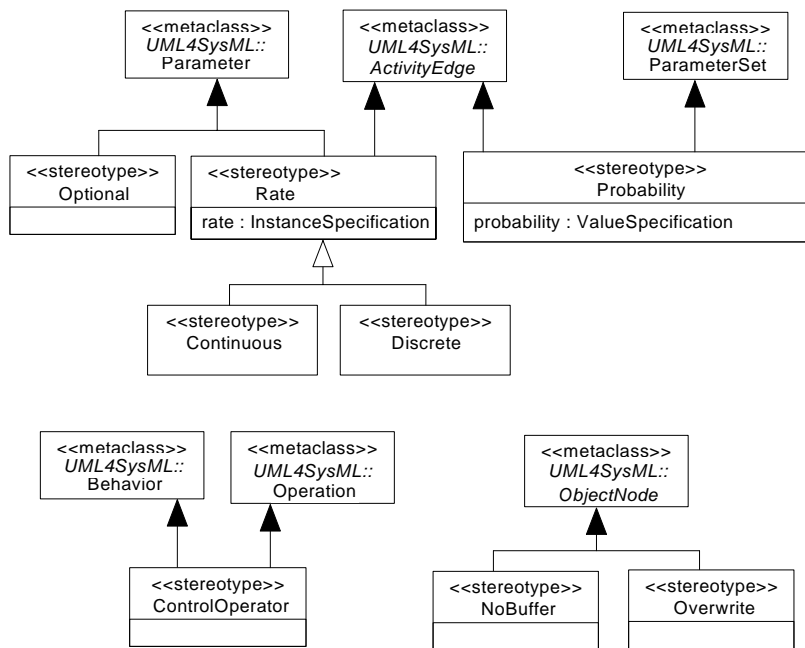 <<metaclass>>
UML4SysML::
Parameter
<<metaclass>>
UML4SysML::
ActivityEdge
<<metaclass>>
UML4SysML::
ParameterSet
<<stereotype>>
Optional
<<stereotype>>
Rate
rate : InstanceSpecification
<<stereotype>>
Probability
probability : ValueSpecification
<<stereotype>>
Continuous
<<stereotype>>
Discrete
<<metaclass>>
UML4SysML::
Behavior
<<metaclass>>
UML4SysML::
Operation
<<metaclass>>
UML4SysML::
ObjectNode
<<stereotype>>
ControlOperator
<<stereotype>>
NoBuffer
<<stereotype>>
Overwrite